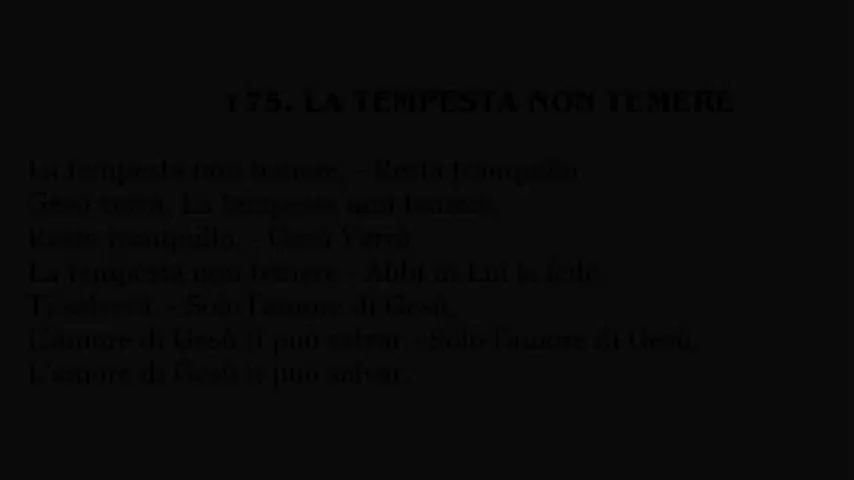 175. LA TEMPESTA NON TEMERE
La tempesta non temere, - Resta tranquillo
Gesù verrà. La tempesta non temere,
Resta tranquillo, - Gesù Verrà
La tempesta non temere - Abbi in Lui la fede,
Ti salverà. - Solo l'amore di Gesù,
L'amore di Gesù ti può salvar. - Solo l'amore di Gesù,
L'amore di Gesù ti può salvar.